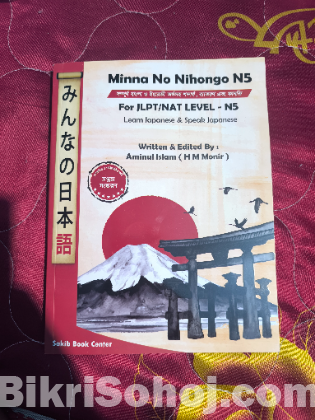 みんなの日本語
Minna No Nihongo N5
For JLPT/NAT LEVEL - N5
Learn Japanese & Speak Japanese
Written & Edited By :
Aminul Islam ( H M Monir )
Sakib Book Center
BikriSohoj.com